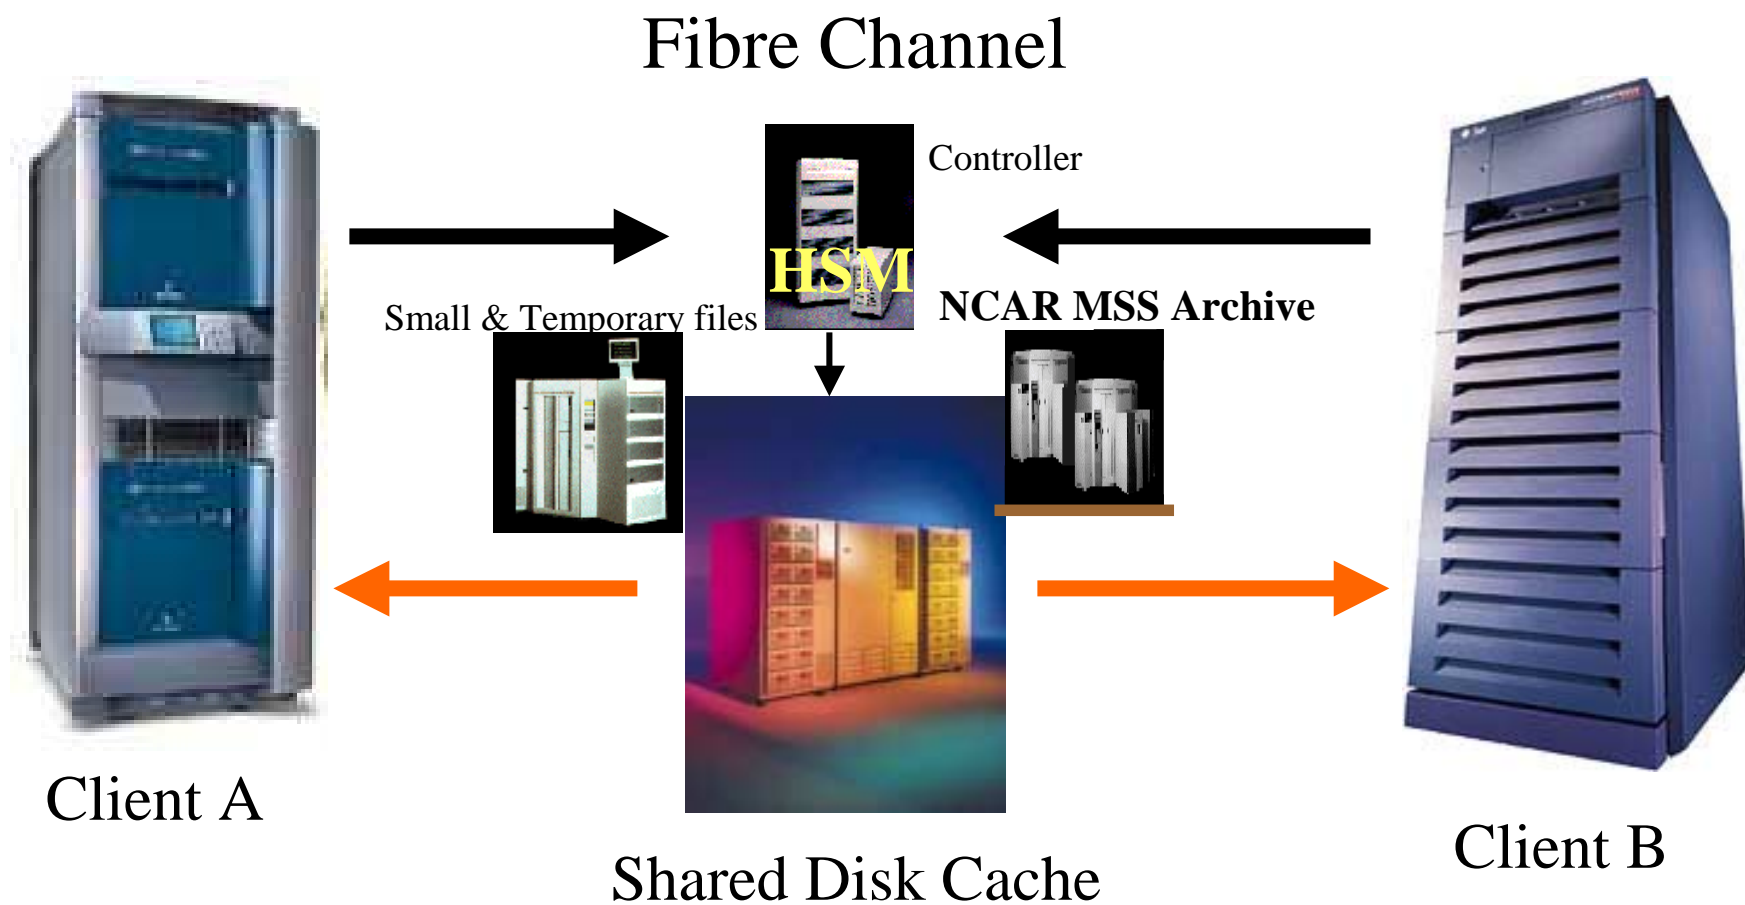 Fibre Channel
Controller
HSM
Small & Temporary files
NCAR MSS Archive
Client A
Client B
Shared Disk Cache